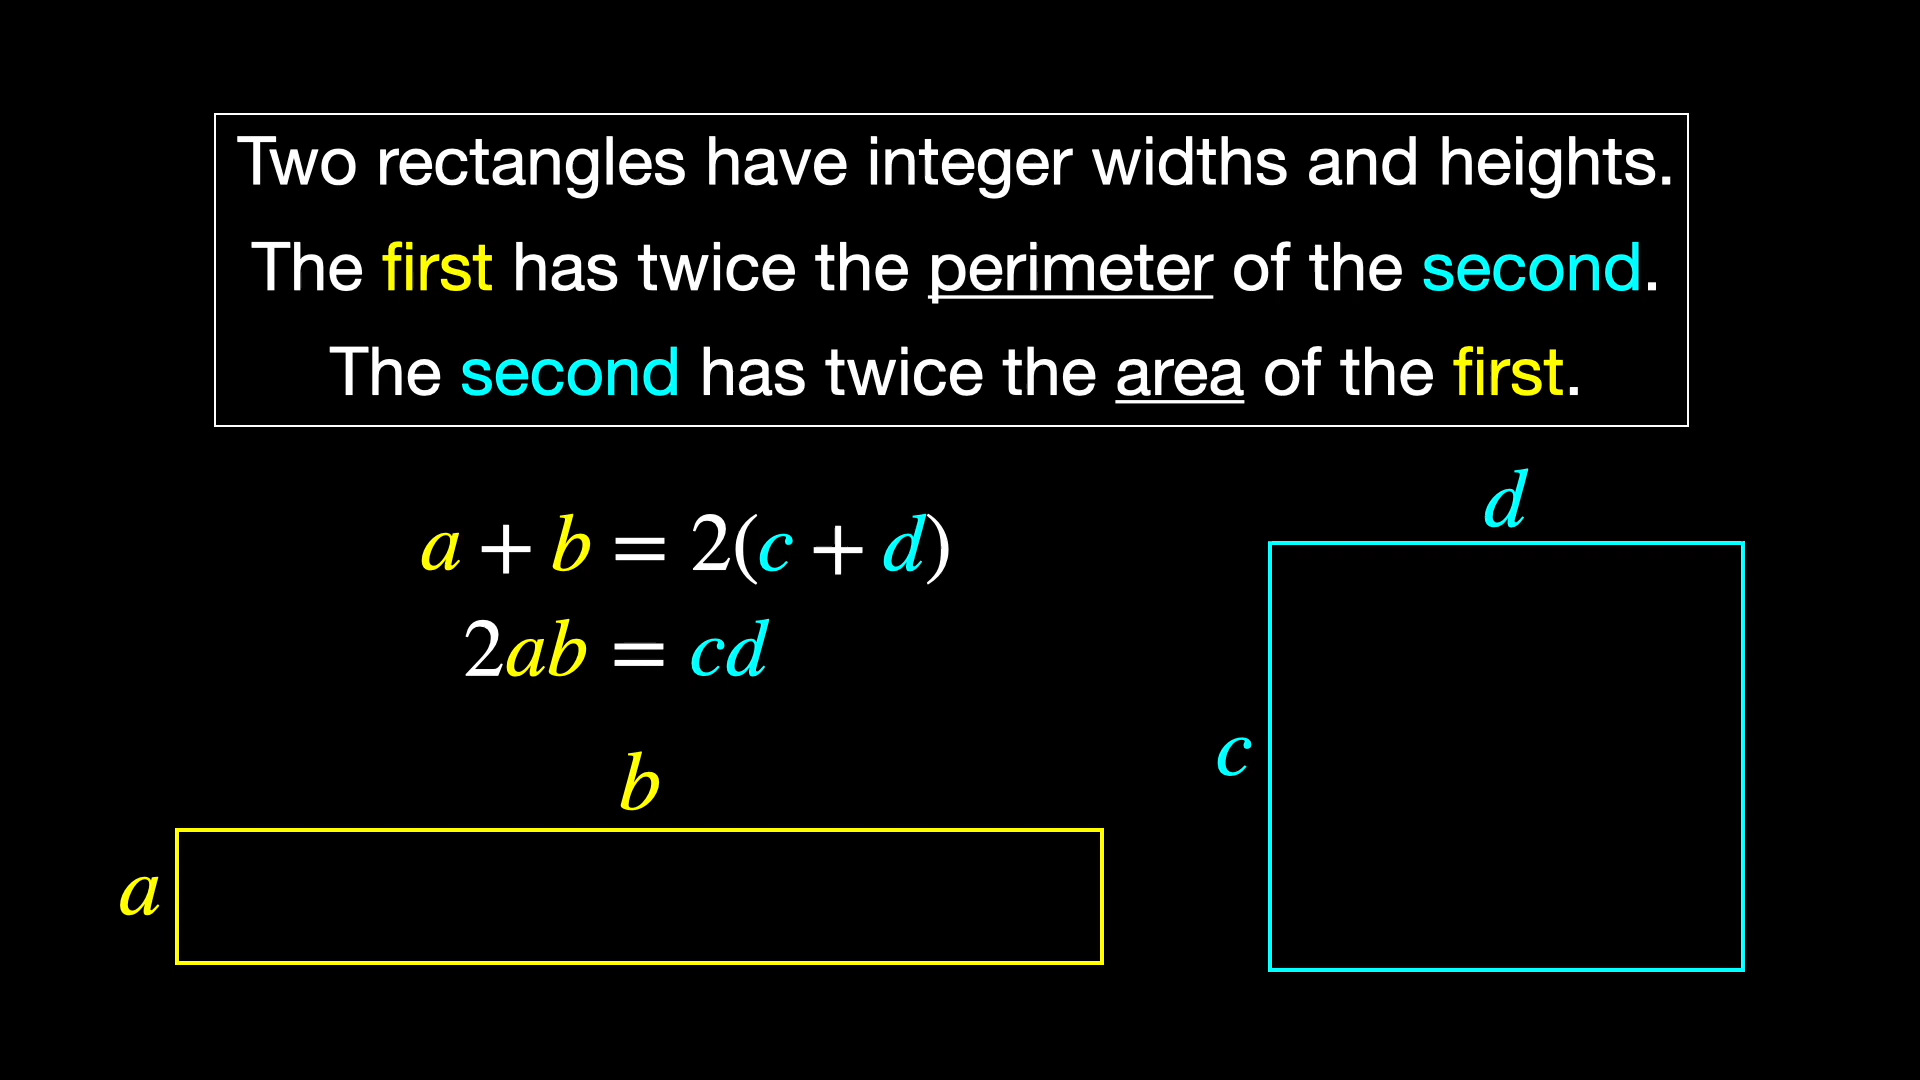 Two rectangles have integer widths and heights.
The first has twice the perimeter of the second.
The second has twice the area of the first.
a + b = 2(c + d)
2ab = cd
d
c
b
a